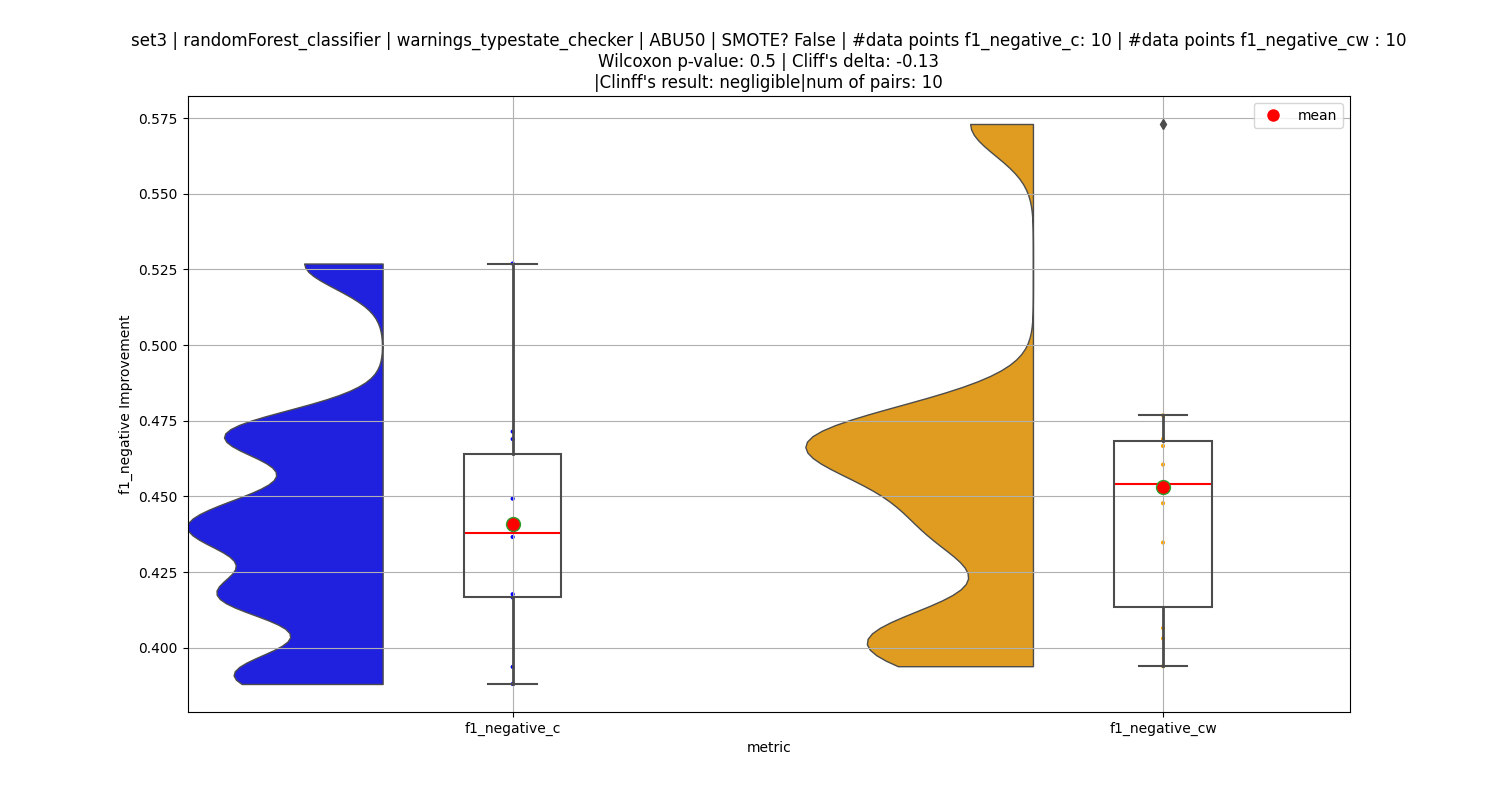 set3 | randomForest_classifier | warnings_typestate_checker | ABU50 | SMOTE? False | #data points f1_negative_c: 10 | #data points f1_negative_cw : 10
Wilcoxon p-value: 0.5 | Cliff's delta: -0.13
|Clinff's result: negligible|num of pairs: 10
mean
0.575
0.550
0.525
0.500
0.475
0.450
0.425
0.400
f1_negative Improvement
f1_negative_c
f1_negative_cw
metric